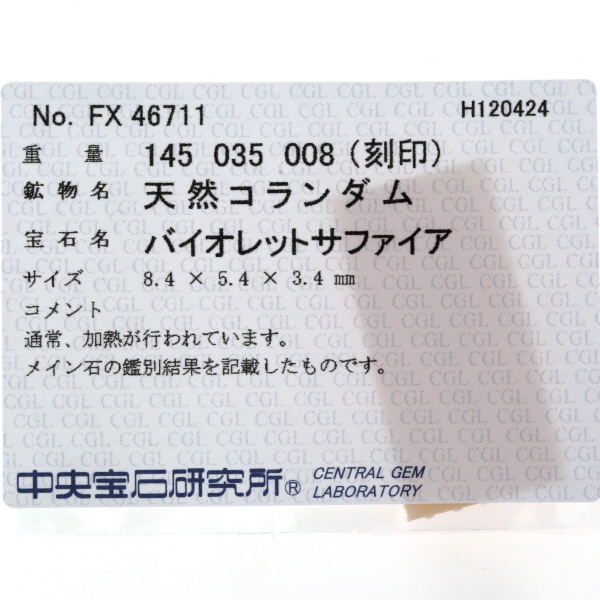 No. FX 46711 H120424
重量 145 035 008 (刻印)
鉱物名 天然コランダム
宝石名 バイオレットサファイア
サイズ 8.4 × 5.4 × 3.4 mm
コメント
通常、加熱が行われています。
メイン石の鑑別結果を記載したものです。
中央宝石研究所® CENTRAL GEM
LABORATORY